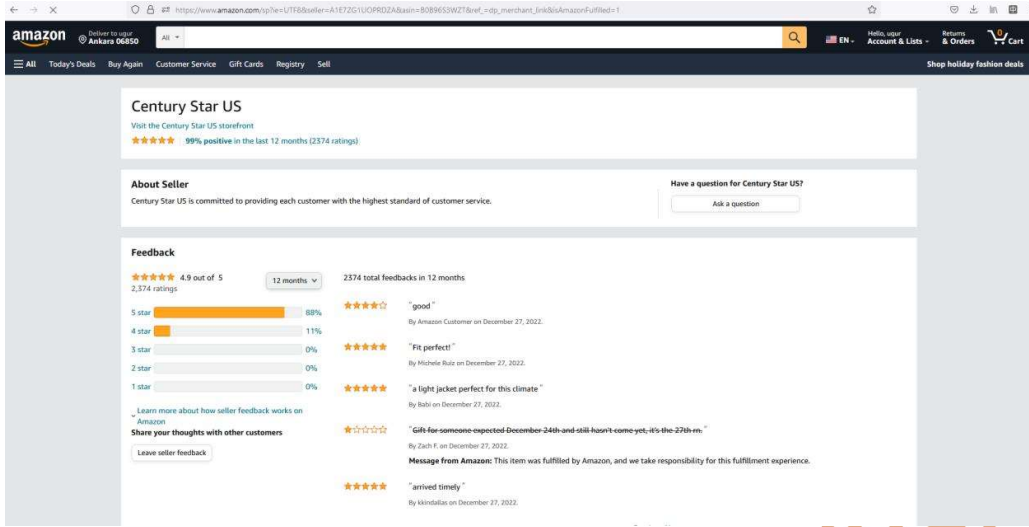 https://www.amazon.com/sp?ie=UTF8&seller=A1E7ZG1UOPRDZA&asin=B0B9653WZT&ref_=dp_merchant_link&isAmazonFulfilled=1
amazon
Deliver to ugur
Ankara 06850
All
EN
Hello, ugur
Account & Lists
Returns
& Orders
0
Cart
All Today's Deals Buy Again Customer Service Gift Cards Registry Sell
Shop holiday fashion deals
Century Star US
Visit the Century Star US storefront
99% positive in the last 12 months (2374 ratings)
About Seller
Century Star US is committed to providing each customer with the highest standard of customer service.
Have a question for Century Star US?
Ask a question
Feedback
4.9 out of 5
2,374 ratings
12 months
5 star 88%
4 star 11%
3 star 0%
2 star 0%
1 star 0%
Learn more about how seller feedback works on
Amazon
Share your thoughts with other customers
Leave seller feedback
2374 total feedbacks in 12 months
"good"
By Amazon Customer on December 27, 2022.
"Fit perfect!"
By Michele Ruiz on December 27, 2022.
"a light jacket perfect for this climate"
By Babi on December 27, 2022.
"Gift for someone expected December 24th and still hasn't come yet, it's the 27th rn."
By Zach F. on December 27, 2022.
Message from Amazon: This item was fulfilled by Amazon, and we take responsibility for this fulfillment experience.
"arrived timely"
By kkindallas on December 27, 2022.